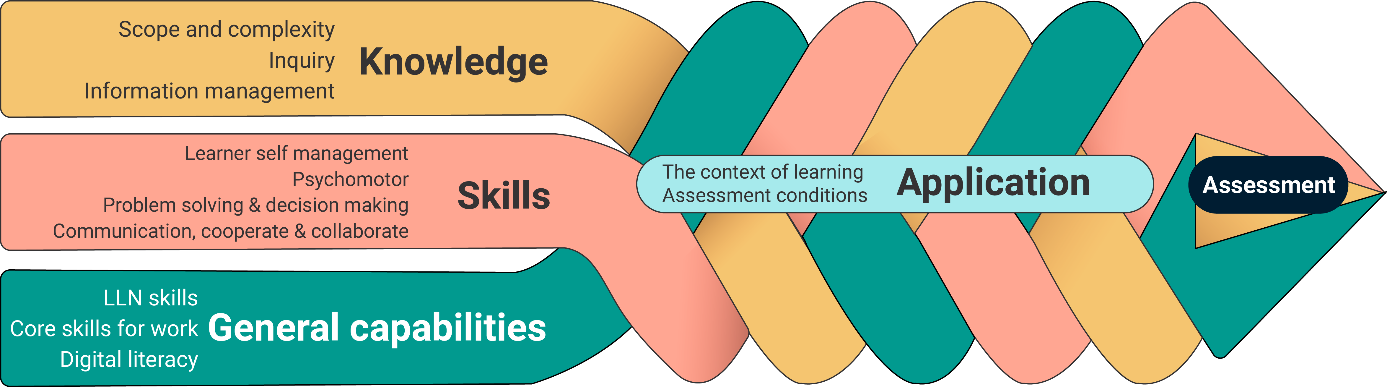 Scope and complexity
Inquiry
Information management
Knowledge
Learner self management
Psychomotor
Problem solving & decision making
Communication, cooperate & collaborate
Skills
LLN skills
Core skills for work
Digital literacy
General capabilities
The context of learning
Assessment conditions
Application
Assessment